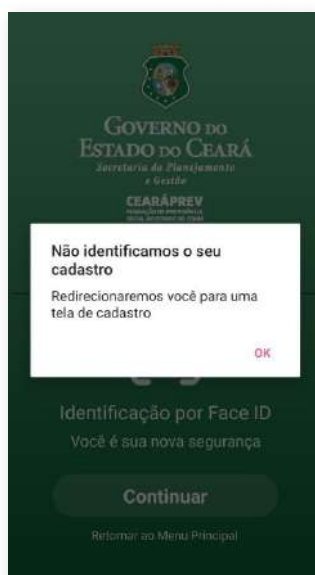 GOVERNO DO
ESTADO DO CEARÁ
Secretaria do Planejamento
e Gestão
CEARÁPREV
Não identificamos o seu
cadastro
Redirecionaremos você para uma
tela de cadastro
OK
Identificação por Face ID
Você é sua nova segurança
Continuar
Retornar ao Menu Principal